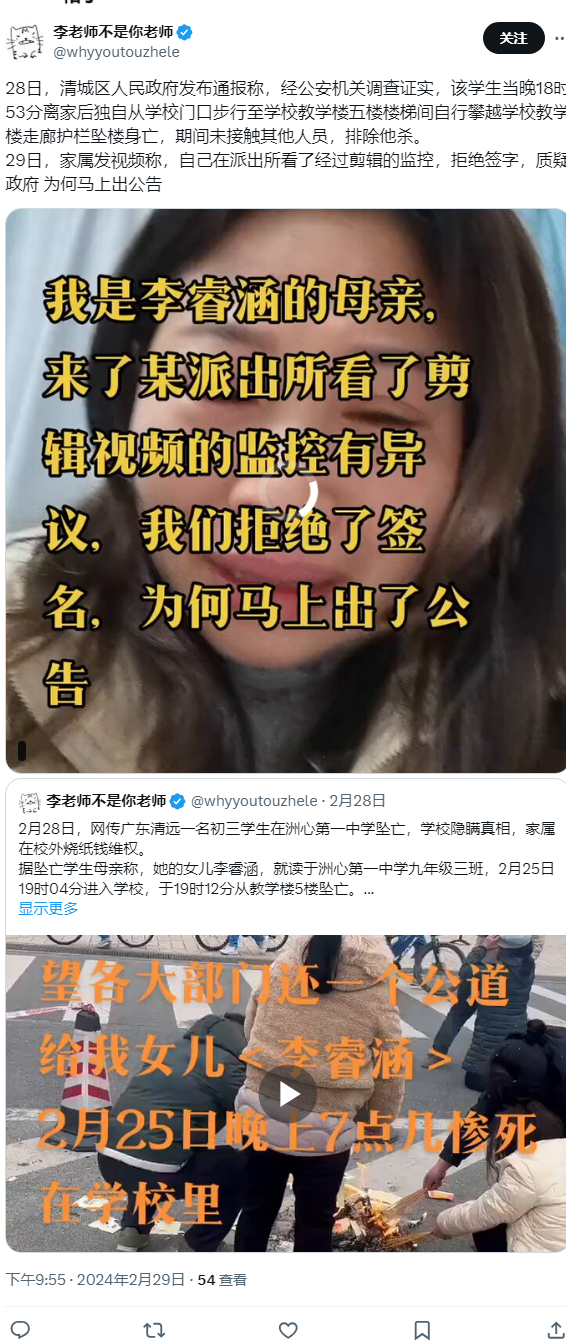 李老师不是你老师
@whyyoutouzhele
关注
28日，清城区人民政府发布通报称，经公安机关调查证实，该学生当晚18时
53分离家后独自从学校门口步行至学校教学楼五楼楼梯间自行攀越学校教学
楼走廊护栏坠楼身亡，期间未接触其他人员，排除他杀。
29日，家属发视频称，自己在派出所看了经过剪辑的监控，拒绝签字，质疑
政府 为何马上出公告
我是李睿涵的母亲，
来了某派出所看了剪
辑视频的监控有异
议，我们拒绝了签
名，为何马上出了公
告
李老师不是你老师 @whyyoutouzhele · 2月28日
2月28日，网传广东清远一名初三学生在洲心第一中学坠亡，学校隐瞒真相，家属
在校外烧纸钱维权。
据坠亡学生母亲称，她的女儿李睿涵，就读于洲心第一中学九年级三班，2月25日
19时04分进入学校，于19时12分从教学楼5楼坠亡。...
显示更多
望各大部门还一个公道
给我女儿<李睿涵>
2月25日晚上7点几惨死
在学校里
下午9:55 · 2024年2月29日 · 54 查看